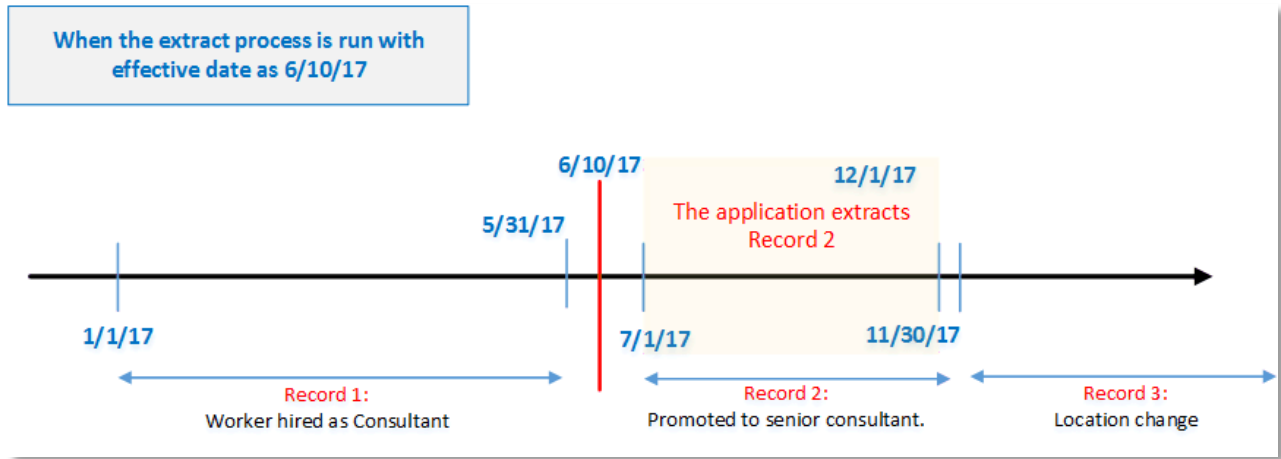 When the extract process is run with
effective date as 6/10/17
6/10/17
12/1/17
The application extracts
Record 2
5/31/17
1/1/17
7/1/17
11/30/17
Record 1:
Worker hired as Consultant
Record 2:
Promoted to senior consultant.
Record 3:
Location change